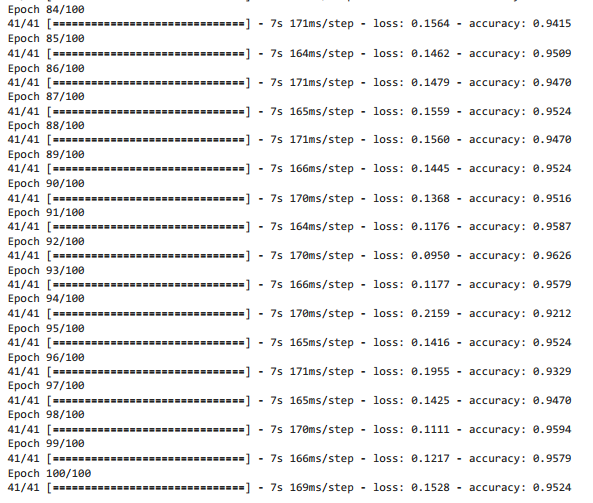 Epoch 84/100
41/41 [==============================] - 7s 171ms/step - loss: 0.1564 - accuracy: 0.9415
Epoch 85/100
41/41 [==============================] - 7s 164ms/step - loss: 0.1462 - accuracy: 0.9509
Epoch 86/100
41/41 [==============================] - 7s 171ms/step - loss: 0.1479 - accuracy: 0.9470
Epoch 87/100
41/41 [==============================] - 7s 165ms/step - loss: 0.1559 - accuracy: 0.9524
Epoch 88/100
41/41 [==============================] - 7s 171ms/step - loss: 0.1560 - accuracy: 0.9470
Epoch 89/100
41/41 [==============================] - 7s 166ms/step - loss: 0.1445 - accuracy: 0.9524
Epoch 90/100
41/41 [==============================] - 7s 170ms/step - loss: 0.1368 - accuracy: 0.9516
Epoch 91/100
41/41 [==============================] - 7s 164ms/step - loss: 0.1176 - accuracy: 0.9587
Epoch 92/100
41/41 [==============================] - 7s 170ms/step - loss: 0.0950 - accuracy: 0.9626
Epoch 93/100
41/41 [==============================] - 7s 166ms/step - loss: 0.1177 - accuracy: 0.9579
Epoch 94/100
41/41 [==============================] - 7s 170ms/step - loss: 0.2159 - accuracy: 0.9212
Epoch 95/100
41/41 [==============================] - 7s 165ms/step - loss: 0.1416 - accuracy: 0.9524
Epoch 96/100
41/41 [==============================] - 7s 171ms/step - loss: 0.1955 - accuracy: 0.9329
Epoch 97/100
41/41 [==============================] - 7s 165ms/step - loss: 0.1425 - accuracy: 0.9470
Epoch 98/100
41/41 [==============================] - 7s 170ms/step - loss: 0.1111 - accuracy: 0.9594
Epoch 99/100
41/41 [==============================] - 7s 166ms/step - loss: 0.1217 - accuracy: 0.9579
Epoch 100/100
41/41 [==============================] - 7s 169ms/step - loss: 0.1528 - accuracy: 0.9524